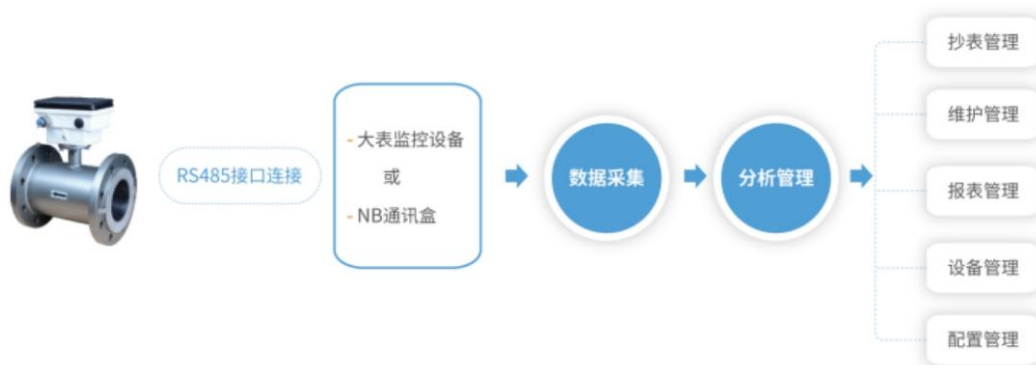 RS485接口连接
- 大表监控设备
或
- NB通讯盒
数据采集
分析管理
抄表管理
维护管理
报表管理
设备管理
配置管理